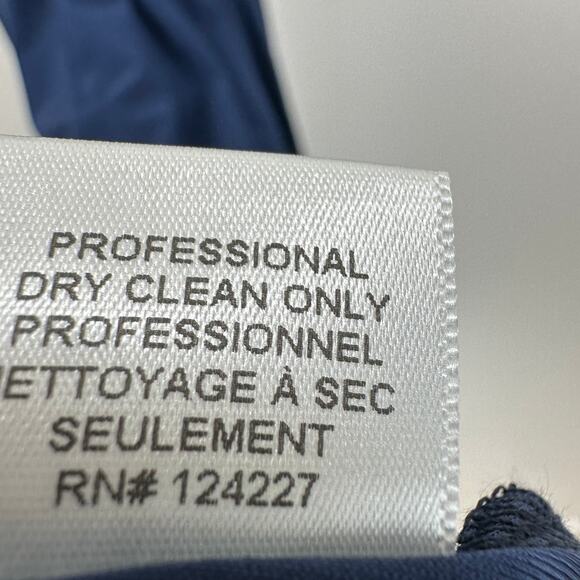 PROFESSIONAL
DRY CLEAN ONLY
PROFESSIONNEL
ETTOYAGE À SEC
SEULEMENT
RN# 124227